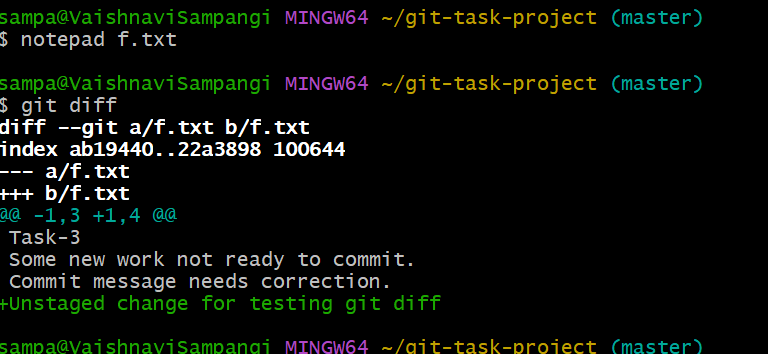 sampa@VaishnaviSampangi MINGW64 ~/git-task-project (master)
$ notepad f.txt
sampa@VaishnaviSampangi MINGW64 ~/git-task-project (master)
$ git diff
diff --git a/f.txt b/f.txt
index ab19440..22a3898 100644
--- a/f.txt
+++ b/f.txt
@@ -1,3 +1,4 @@
Task-3
Some new work not ready to commit.
Commit message needs correction.
+Unstaged change for testing git diff
sampa@VaishnaviSampangi MINGW64 ~/git-task-project (master)